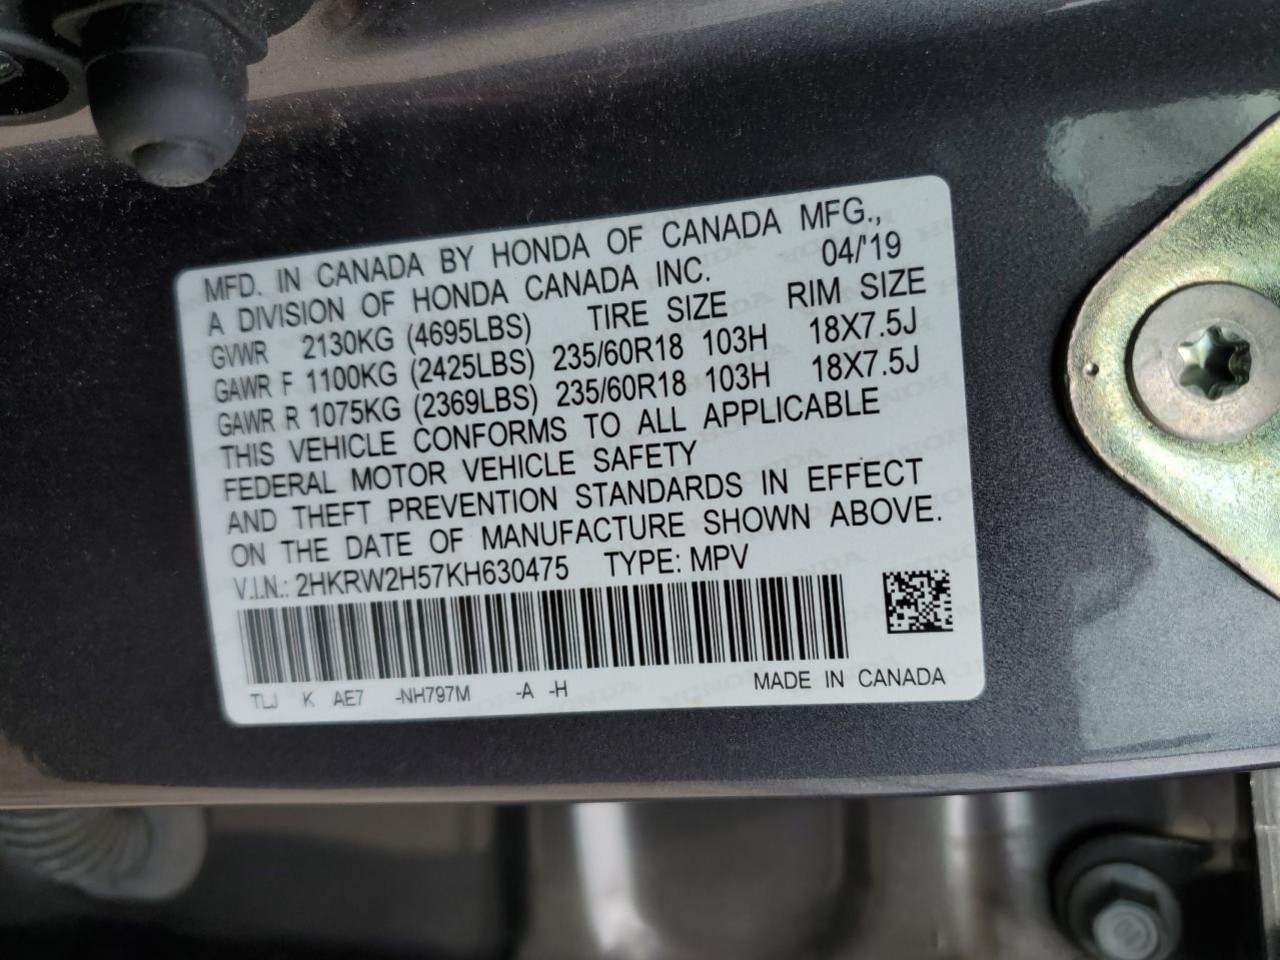 MFD. IN CANADA BY HONDA OF CANADA MFG.,
A DIVISION OF HONDA CANADA INC. 04/'19
GVWR 2130KG (4695LBS) TIRE SIZE RIM SIZE
GAWR F 1100KG (2425LBS) 235/60R18 103H 18X7.5J
GAWR R 1075KG (2369LBS) 235/60R18 103H 18X7.5J
THIS VEHICLE CONFORMS TO ALL APPLICABLE
FEDERAL MOTOR VEHICLE SAFETY
AND THEFT PREVENTION STANDARDS IN EFFECT
ON THE DATE OF MANUFACTURE SHOWN ABOVE.
V.I.N.: 2HKRW2H57KH630475 TYPE: MPV
TLJ K AE7 -NH797M -A -H MADE IN CANADA